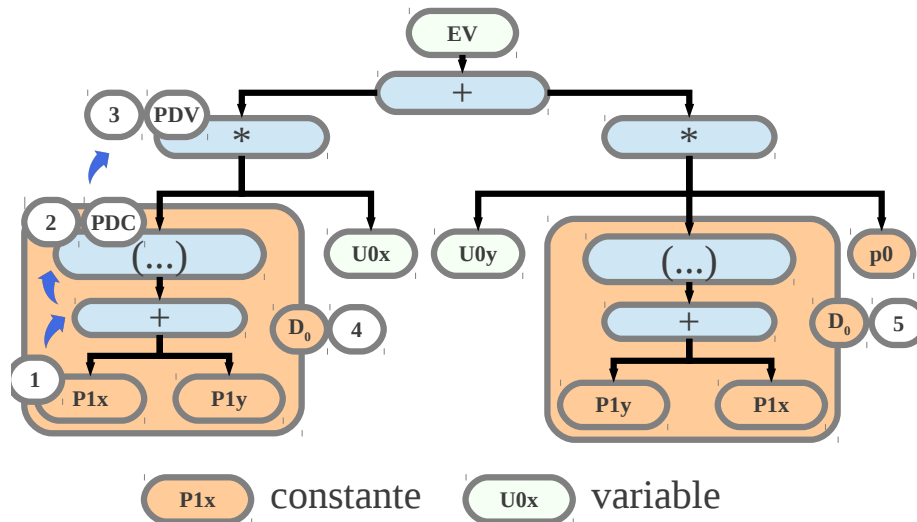 EV
+
3 PDV * *
2 PDC (...) U0x U0y (...) p0
+ D0 4 + D0 5
1 P1x P1y P1y P1x
P1x constante U0x variable